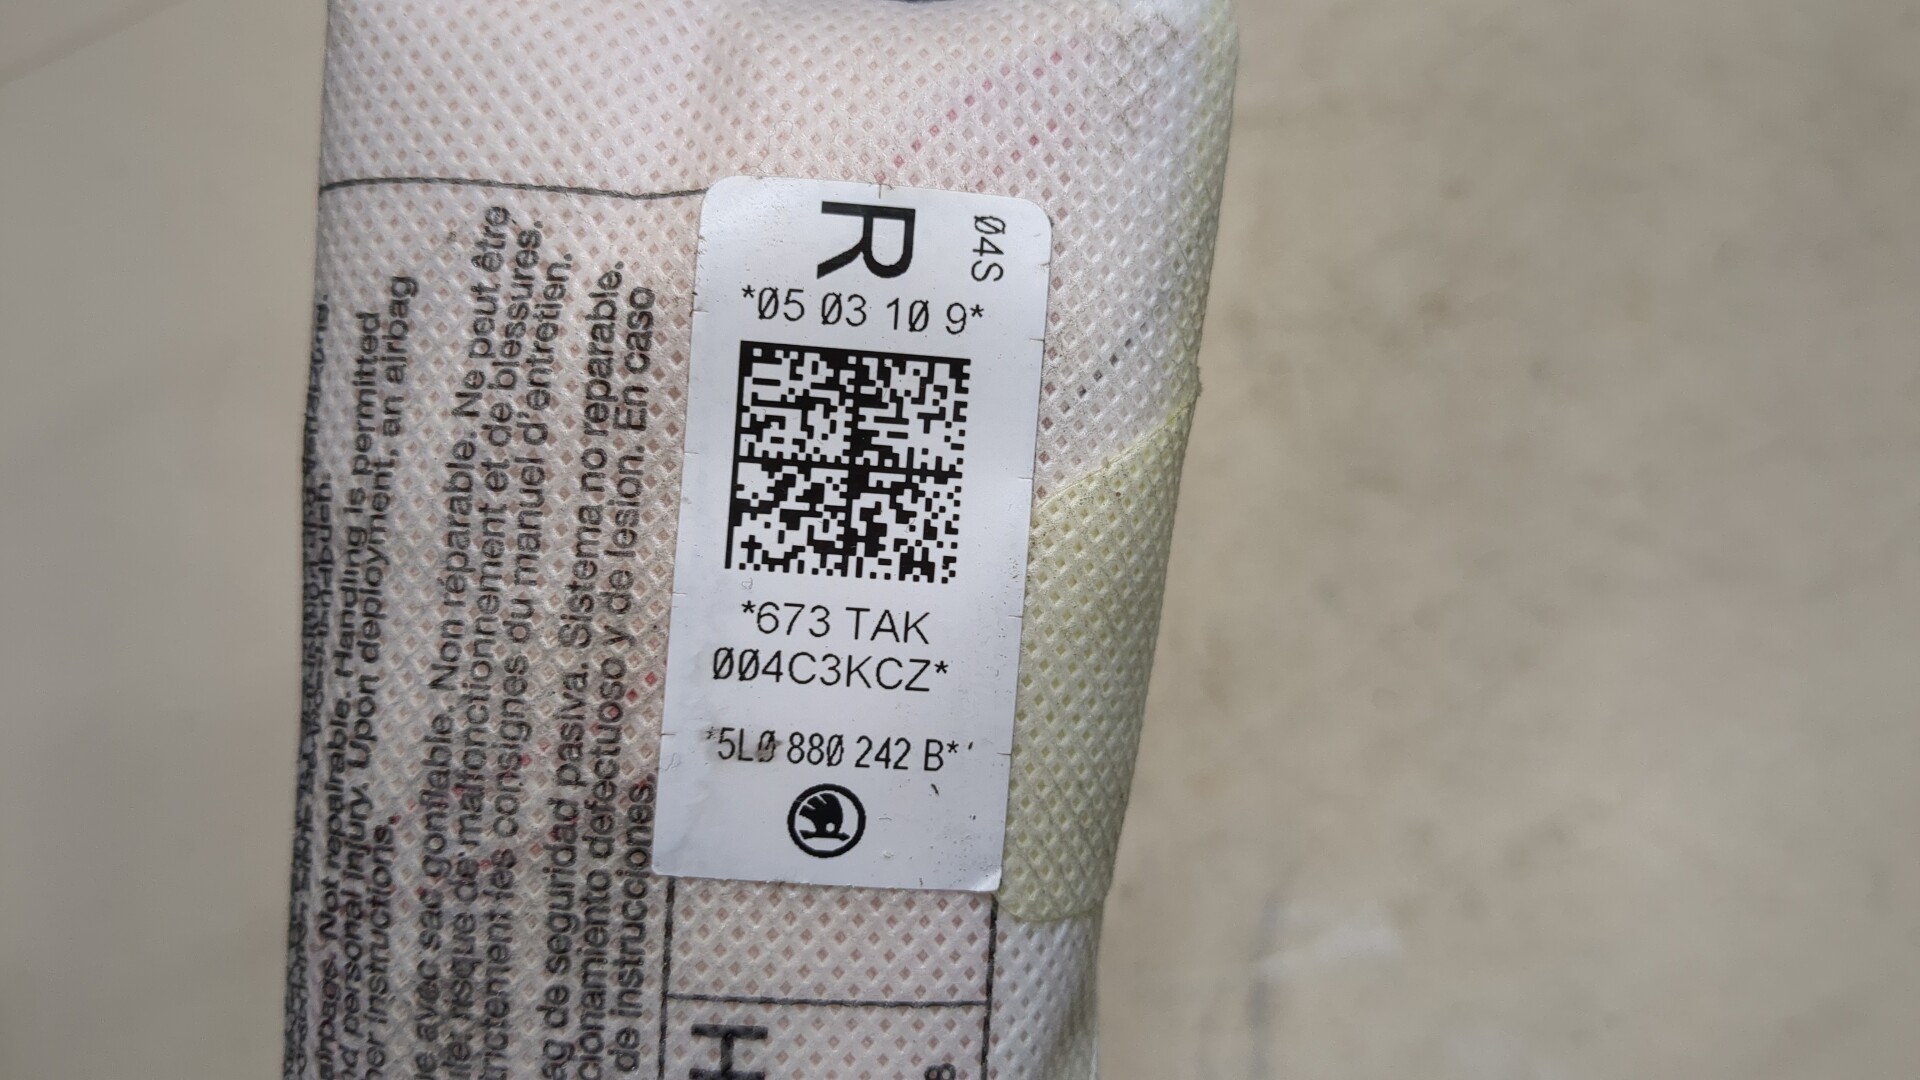 R
Ø4S
*Ø5 Ø3 1Ø 9*
*673 TAK
ØØ4C3KCZ*
*5LØ 88Ø 242 B*
airbags. Not repairable. Handling is permitted
personal injury. Upon deployment, an airbag
instructions.
avec sac gonflable. Non réparable. Ne peut être
risque de malfonctionnement et de blessures.
les consignes du manuel d'entretien.
de seguridad pasiva. Sistema no reparable.
defectuoso y de lesion. En caso
de instrucciones.
H